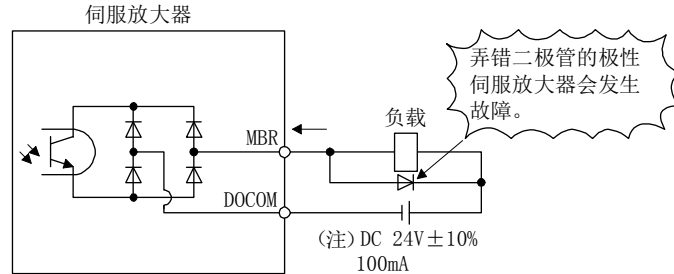 伺服放大器
弄错二极管的极性
伺服放大器会发生
故障。
负载
MBR
DOCOM
(注)DC 24V±10%
100mA